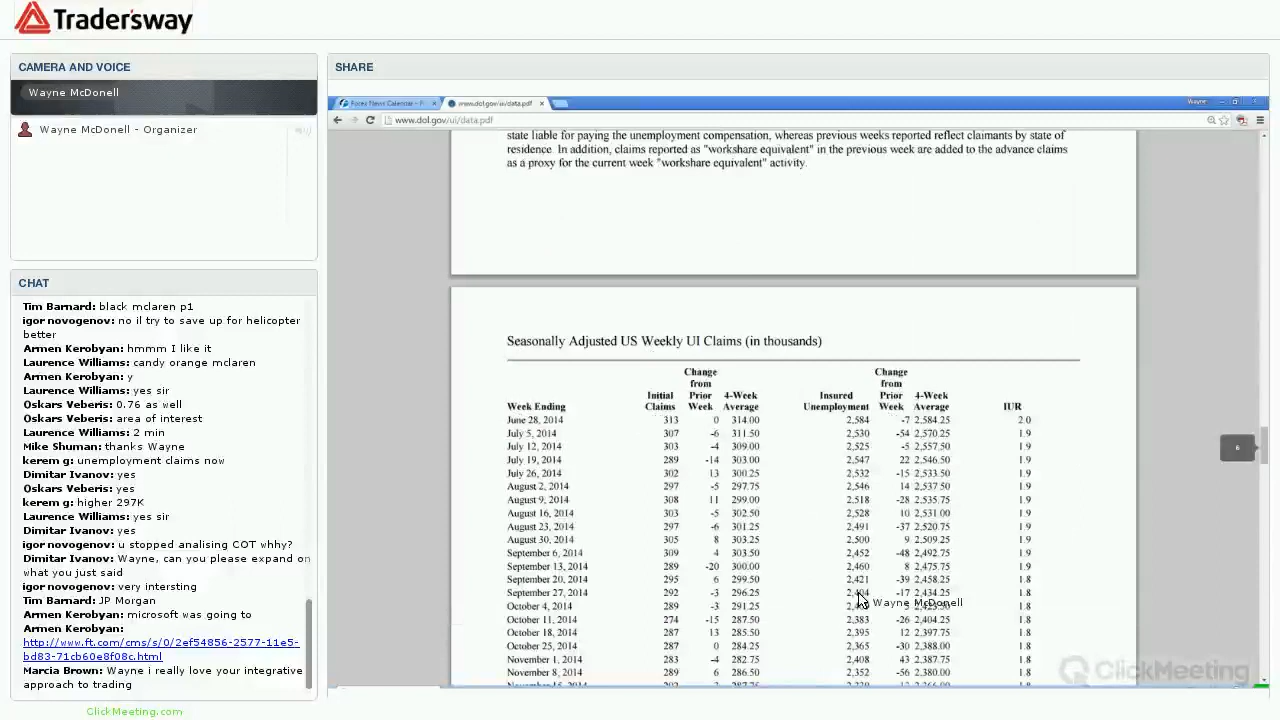 Tradersway
CAMERA AND VOICE
Wayne McDonell
Wayne McDonell - Organizer
CHAT
Tim Barnard: black mclaren p1
igor novogenov: no il try to save up for helicopter
better
Armen Kerobyan: hmmm I like it
Laurence Williams: candy orange mclaren
Armen Kerobyan: y
Laurence Williams: yes sir
Oskars Veberis: 0.76 as well
Oskars Veberis: area of interest
Laurence Williams: 2 min
Mike Shuman: thanks Wayne
kerem g: unemployment claims now
Dimitar Ivanov: yes
Oskars Veberis: yes
kerem g: higher 297K
Laurence Williams: yes sir
Dimitar Ivanov: yes
igor novogenov: u stopped analising COT whhy?
Dimitar Ivanov: Wayne, can you please expand on
what you just said
igor novogenov: very intersting
Tim Barnard: JP Morgan
Armen Kerobyan: microsoft was going to
Armen Kerobyan:
http://www.ft.com/cms/s/0/2ef54856-2577-11e5-
bd83-71cb60e8f08c.html
Marcia Brown: Wayne i really love your integrative
approach to trading
ClickMeeting.com
SHARE
Forex News Calendar -
www.dol.gov/ui/data.pdf
Wayne
www.dol.gov/ui/data.pdf
state liable for paying the unemployment compensation, whereas previous weeks reported reflect claimants by state of
residence. In addition, claims reported as "workshare equivalent" in the previous week are added to the advance claims
as a proxy for the current week "workshare equivalent" activity.
6
Seasonally Adjusted US Weekly UI Claims (in thousands)
Change Change
from from
Initial Prior 4-Week Insured Prior 4-Week
Week Ending Claims Week Average Unemployment Week Average IUR
June 28, 2014 313 0 314.00 2,584 -7 2,584.25 2.0
July 5, 2014 307 -6 311.50 2,530 -54 2,570.25 1.9
July 12, 2014 303 -4 309.00 2,525 -5 2,557.50 1.9
July 19, 2014 289 -14 303.00 2,547 22 2,546.50 1.9
July 26, 2014 302 13 300.25 2,532 -15 2,533.50 1.9
August 2, 2014 297 -5 297.75 2,546 14 2,537.50 1.9
August 9, 2014 308 11 299.00 2,518 -28 2,535.75 1.9
August 16, 2014 303 -5 302.50 2,528 10 2,531.00 1.9
August 23, 2014 297 -6 301.25 2,491 -37 2,520.75 1.9
August 30, 2014 305 8 303.25 2,500 9 2,509.25 1.9
September 6, 2014 309 4 303.50 2,452 -48 2,492.75 1.9
September 13, 2014 289 -20 300.00 2,460 8 2,475.75 1.9
September 20, 2014 295 6 299.50 2,421 -39 2,458.25 1.8
September 27, 2014 292 -3 296.25 -17 2,434.25 1.8
Wayne McDonell
October 4, 2014 289 -3 291.25 1.8
October 11, 2014 274 -15 287.50 2,383 -26 2,404.25 1.8
October 18, 2014 287 13 285.50 2,395 12 2,397.75 1.8
October 25, 2014 287 0 284.25 2,365 -30 2,388.00 1.8
November 1, 2014 283 -4 282.75 2,408 43 2,387.75 1.8
November 8, 2014 289 6 286.50 2,352 -56 2,380.00 1.8
ClickMeeting